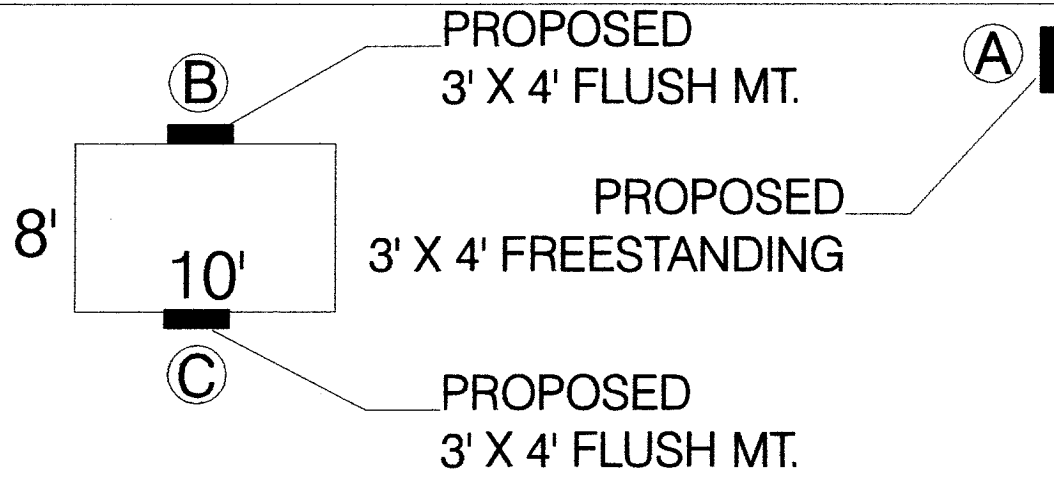 PROPOSED
3' X 4' FLUSH MT.
A
B
PROPOSED
3' X 4' FREESTANDING
8'
10'
C
PROPOSED
3' X 4' FLUSH MT.